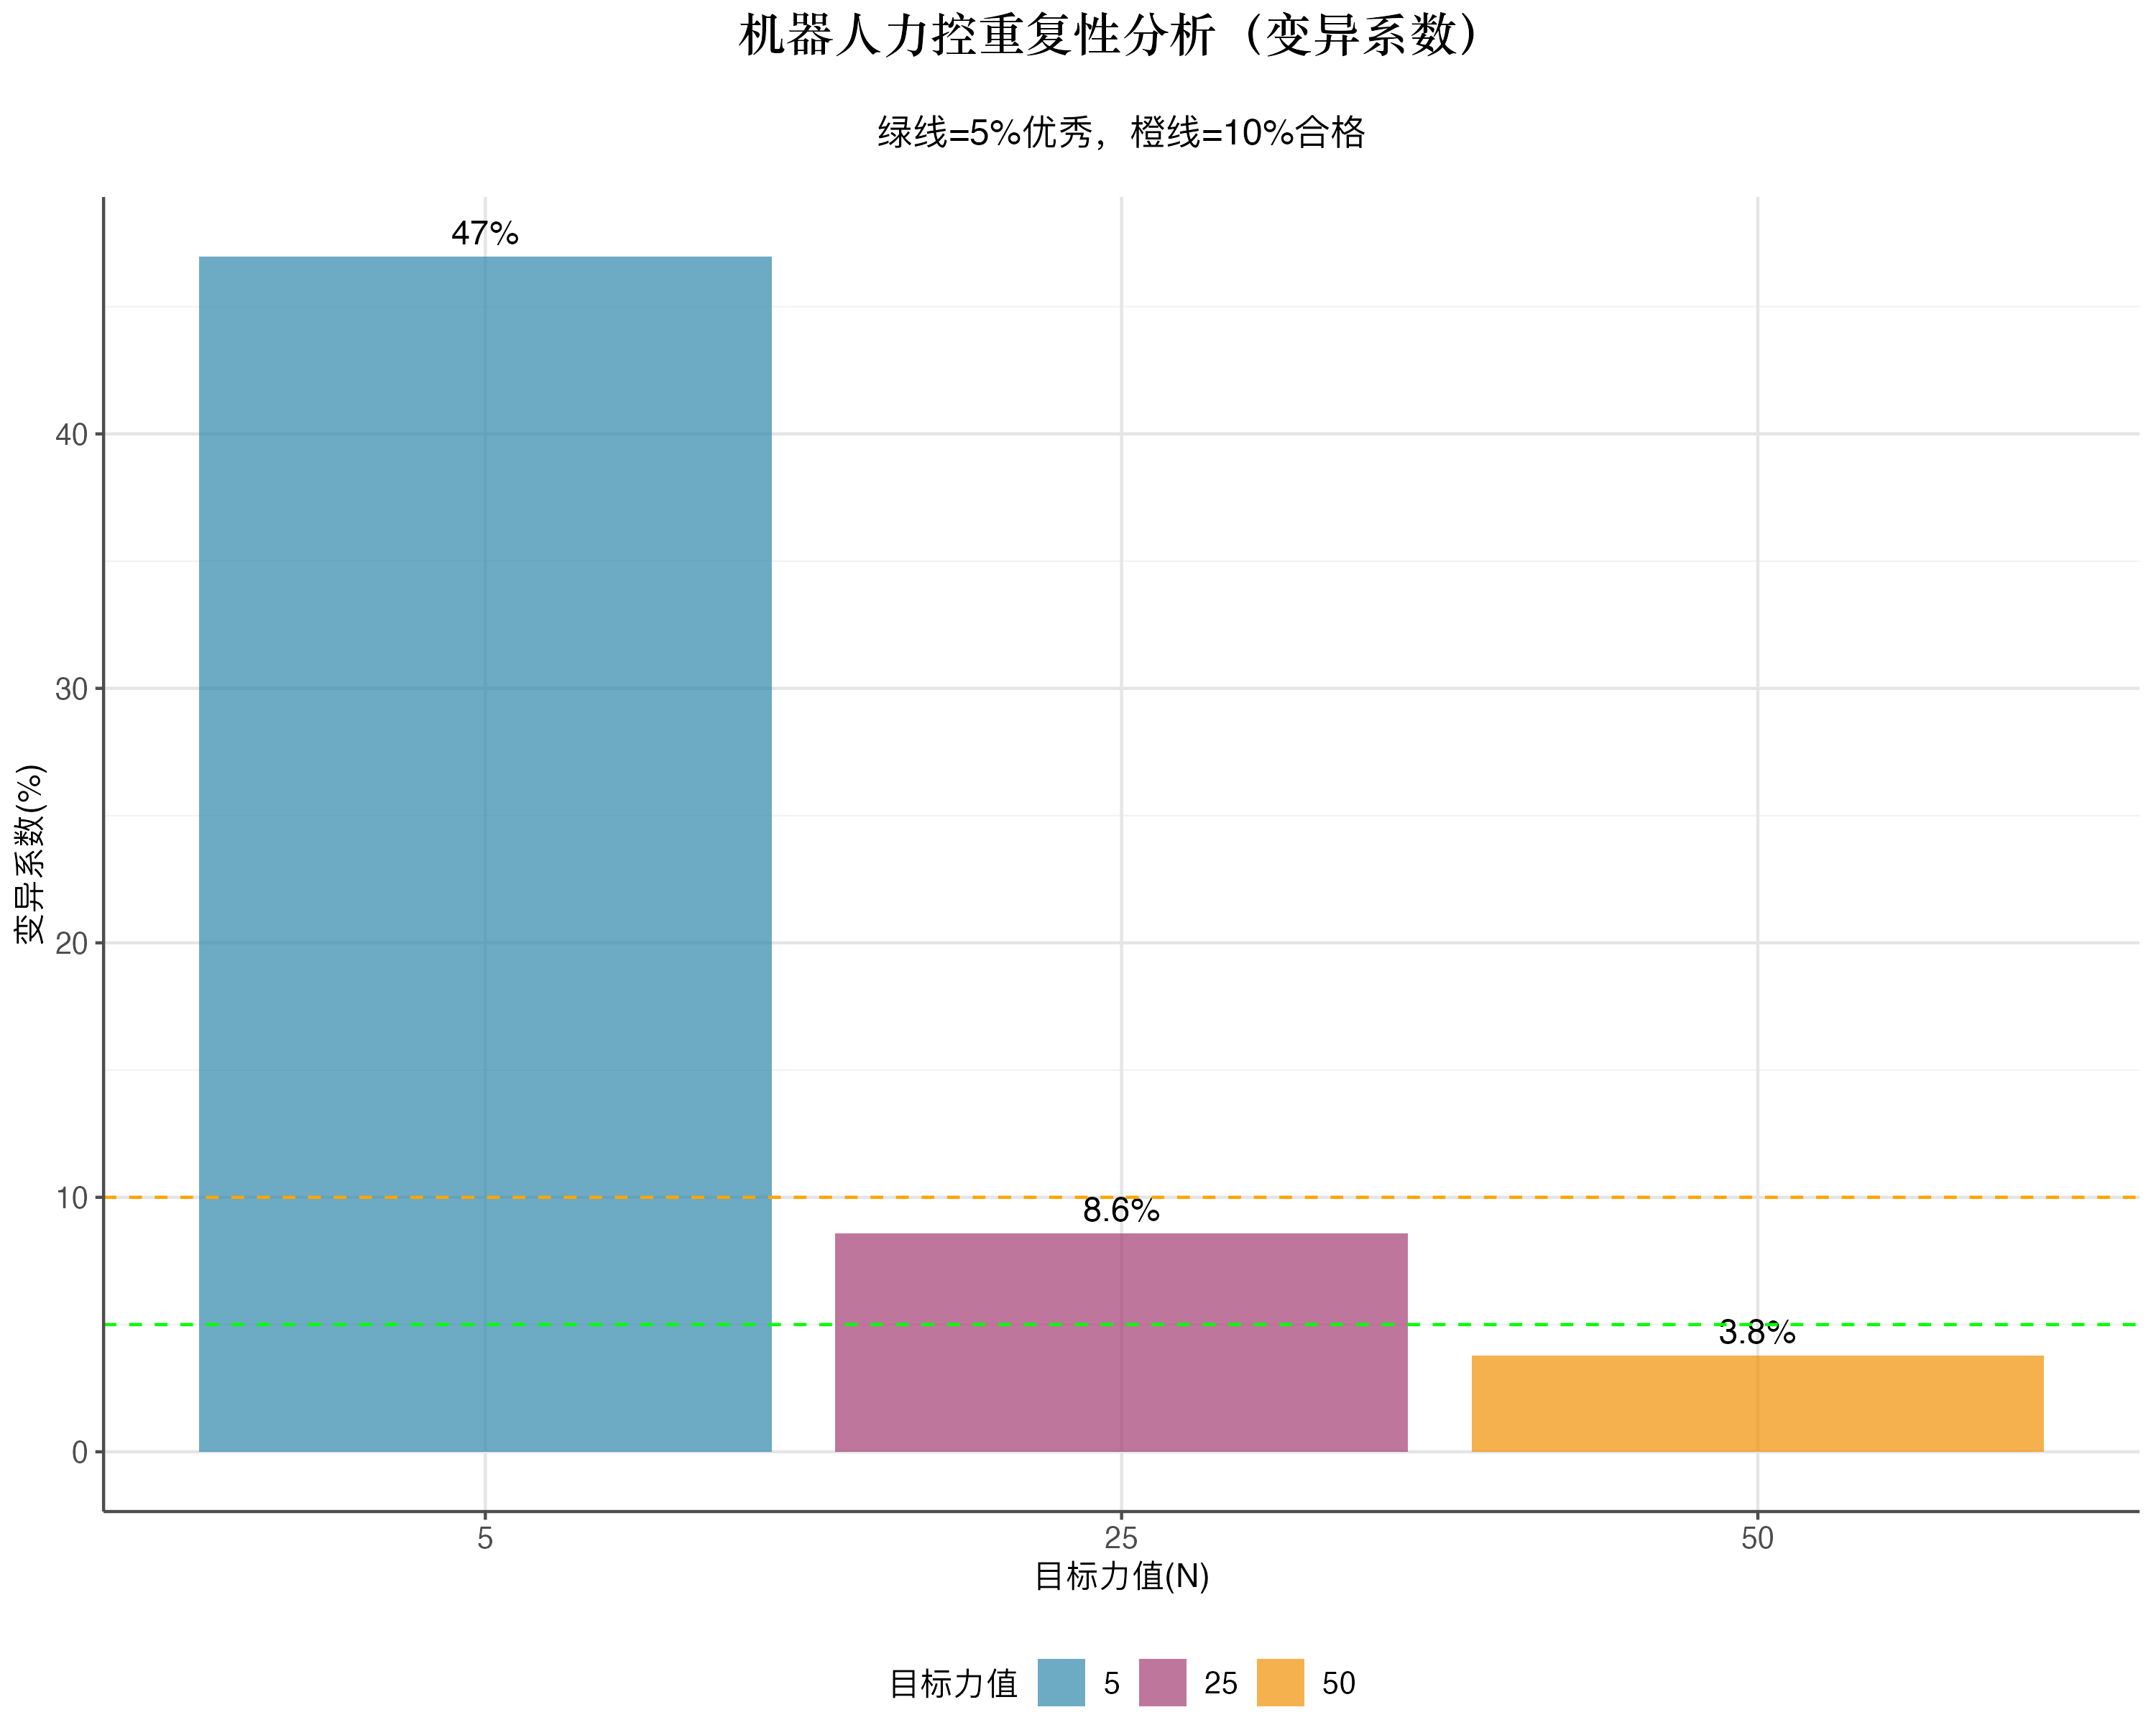 机器人力控重复性分析（变异系数）
绿线=5%优秀，橙线=10%合格
变异系数(%)
47%
40
30
20
10
8.6%
3.8%
0
5
25
50
目标力值(N)
目标力值 5 25 50